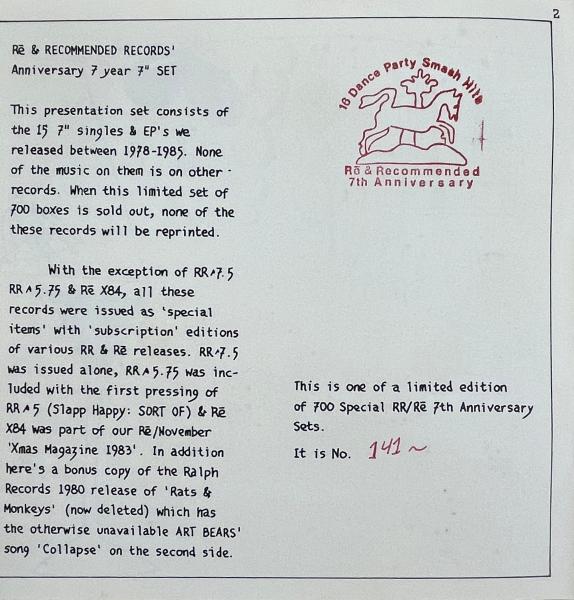 2
Rē & RECOMMENDED RECORDS'
Anniversary 7 year 7" SET
This presentation set consists of
the 15 7" singles & EP's we
released between 1978-1985. None
of the music on them is on other
records. When this limited set of
700 boxes is sold out, none of the
these records will be reprinted.
With the exception of RR^7.5
RR^5.75 & Rē X84, all these
records were issued as 'special
items' with 'subscription' editions
of various RR & Rē releases. RR^7.5
was issued alone, RR^5.75 was inc-
luded with the first pressing of
RR^5 (Slapp Happy: SORT OF) & Rē
X84 was part of our Rē/November
'Xmas Magazine 1983'. In addition
here's a bonus copy of the Ralph
Records 1980 release of 'Rats &
Monkeys' (now deleted) which has
the otherwise unavailable ART BEARS'
song 'Collapse' on the second side.
16 Dance Party Smash Hits
Rē & Recommended
7th Anniversary
This is one of a limited edition
of 700 Special RR/Rē 7th Anniversary
Sets.
It is No. 141~